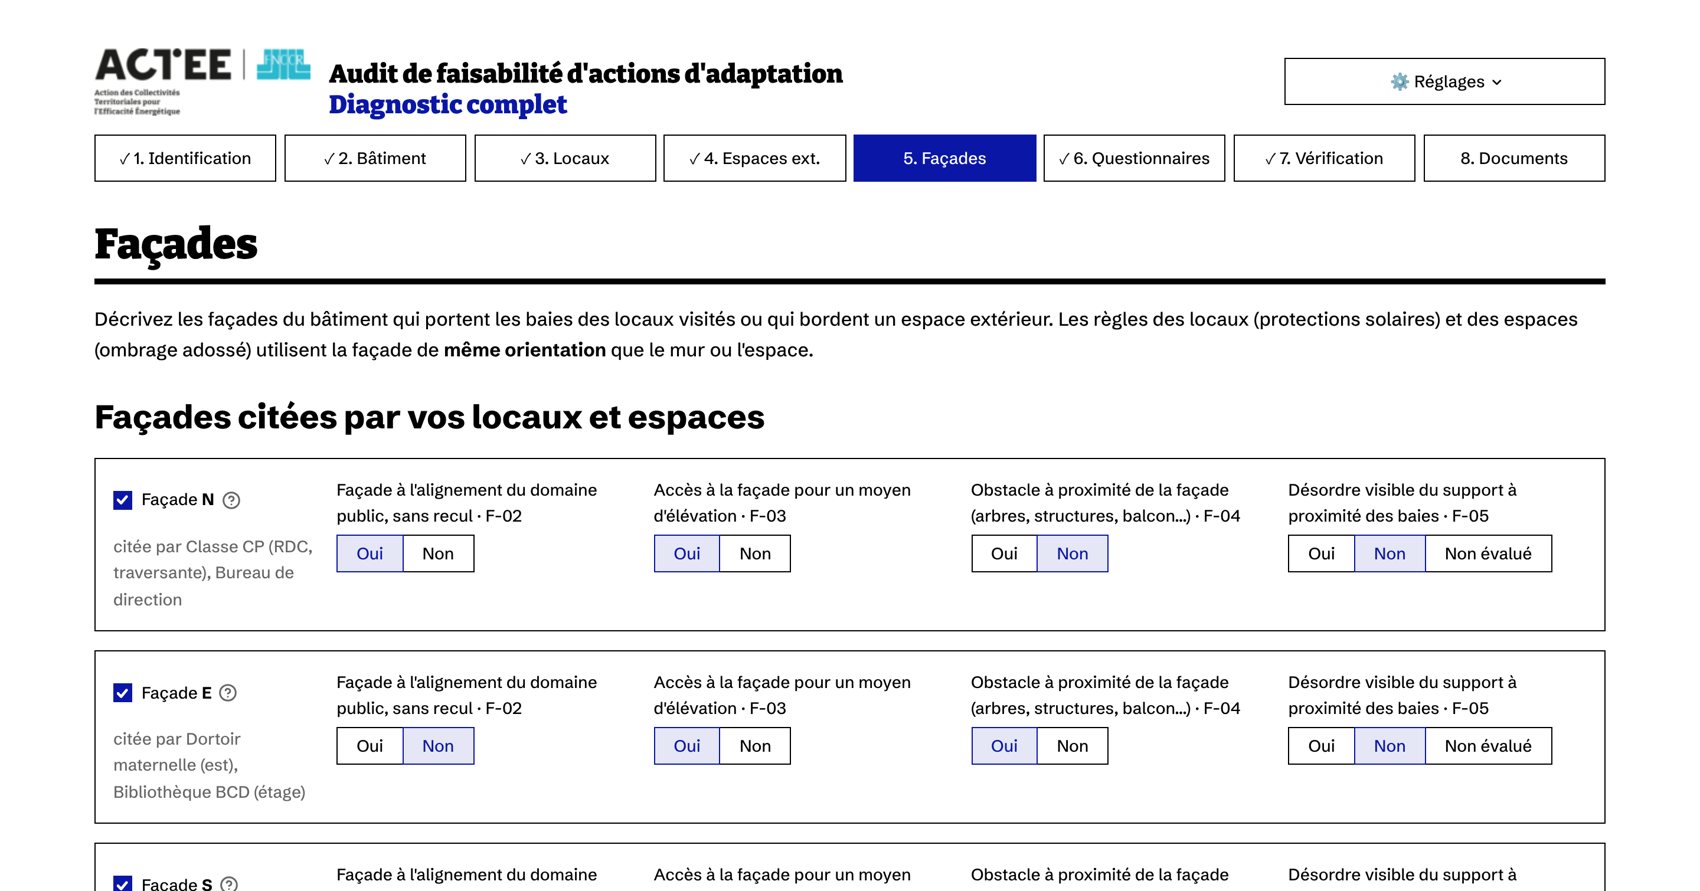 ACTEE | FNCCR
Action des Collectivités
Territoriales pour
l'Efficacité Énergétique
Audit de faisabilité d'actions d'adaptation
Diagnostic complet
⚙️ Réglages
✓ 1. Identification
✓ 2. Bâtiment
✓ 3. Locaux
✓ 4. Espaces ext.
5. Façades
✓ 6. Questionnaires
✓ 7. Vérification
8. Documents
Façades
Décrivez les façades du bâtiment qui portent les baies des locaux visités ou qui bordent un espace extérieur. Les règles des locaux (protections solaires) et des espaces
(ombrage adossé) utilisent la façade de même orientation que le mur ou l'espace.
Façades citées par vos locaux et espaces
Façade N ?
citée par Classe CP (RDC,
traversante), Bureau de
direction
Façade à l'alignement du domaine
public, sans recul · F-02
Oui Non
Accès à la façade pour un moyen
d'élévation · F-03
Oui Non
Obstacle à proximité de la façade
(arbres, structures, balcon...) · F-04
Oui Non
Désordre visible du support à
proximité des baies · F-05
Oui Non Non évalué
Façade E ?
citée par Dortoir
maternelle (est),
Bibliothèque BCD (étage)
Façade à l'alignement du domaine
public, sans recul · F-02
Oui Non
Accès à la façade pour un moyen
d'élévation · F-03
Oui Non
Obstacle à proximité de la façade
(arbres, structures, balcon...) · F-04
Oui Non
Désordre visible du support à
proximité des baies · F-05
Oui Non Non évalué
Façade S ?
Façade à l'alignement du domaine
Accès à la façade pour un moyen
Obstacle à proximité de la façade
Désordre visible du support à